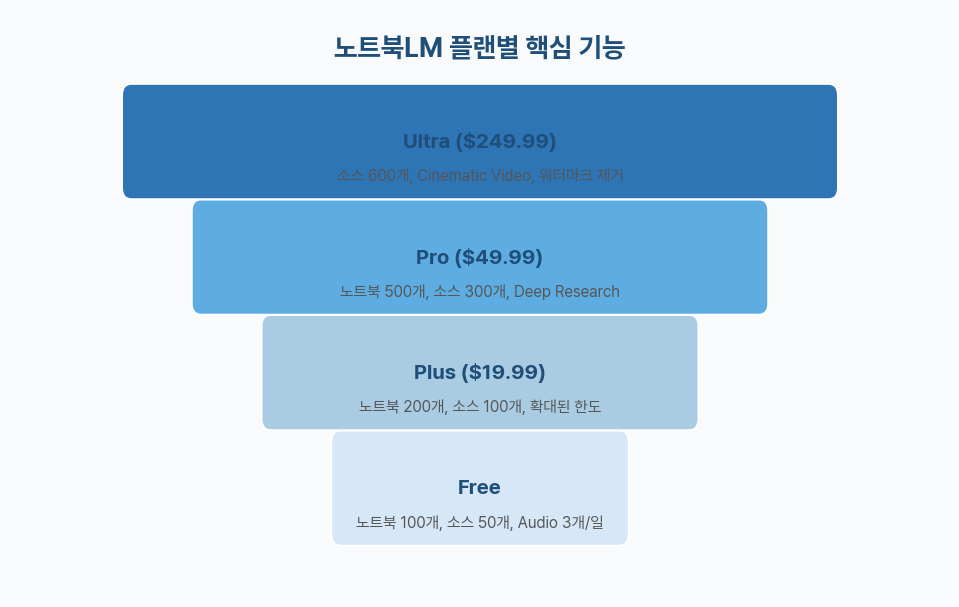 노트북LM 플랜별 핵심 기능
Ultra ($249.99)
소스 600개, Cinematic Video, 워터마크 제거
Pro ($49.99)
노트북 500개, 소스 300개, Deep Research
Plus ($19.99)
노트북 200개, 소스 100개, 확대된 한도
Free
노트북 100개, 소스 50개, Audio 3개/일